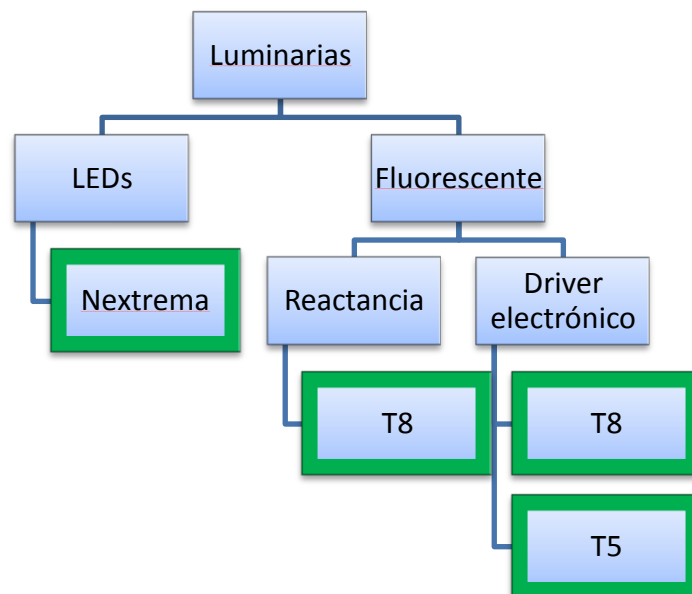 Luminarias
LEDs
Fluorescente
Nextrema
Reactancia
Driver
electrónico
T8
T8
T5